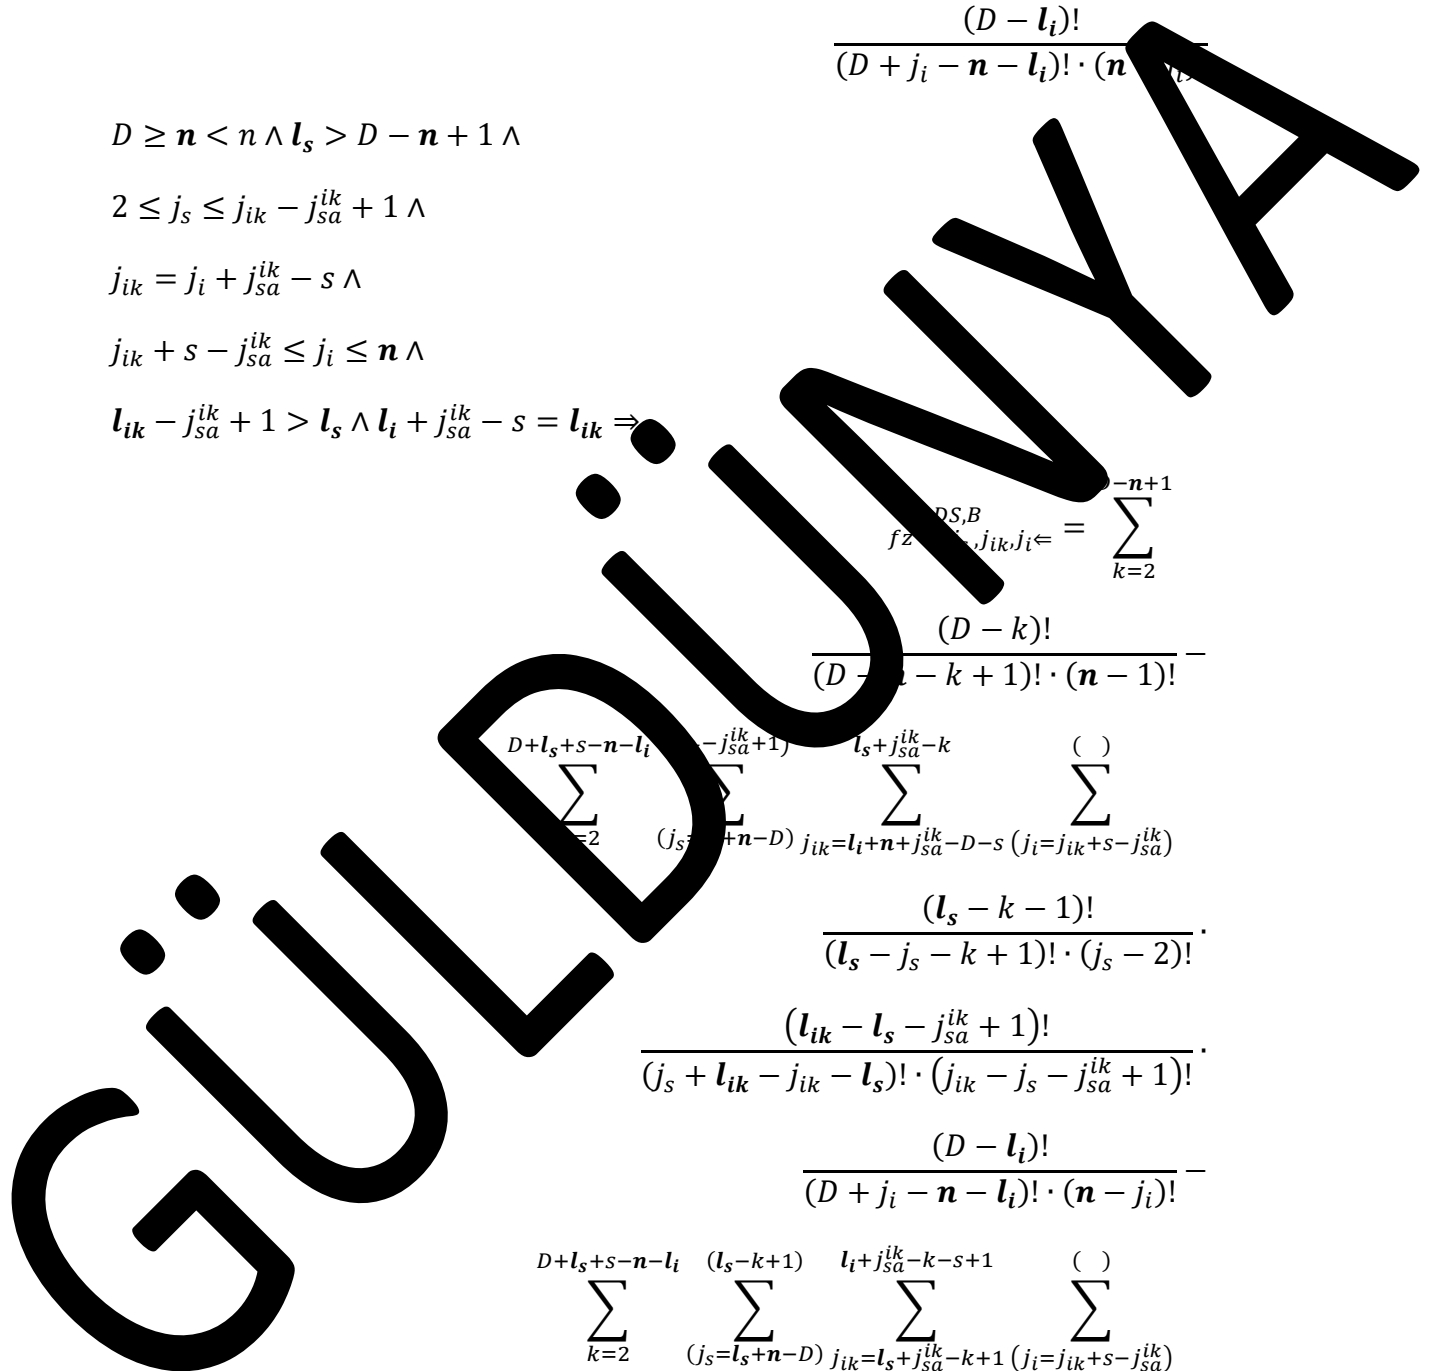 (D − l_i)!
(D + j_i − n − l_i)! · (n
D ≥ n < n ∧ l_s > D − n + 1 ∧
2 ≤ j_s ≤ j_ik − j_sa^ik + 1 ∧
j_ik = j_i + j_sa^ik − s ∧
j_ik + s − j_sa^ik ≤ j_i ≤ n ∧
l_ik − j_sa^ik + 1 > l_s ∧ l_i + j_sa^ik − s = l_ik ⇒
−n+1
DS,B
fz ,j_ik,j_i⇐ = ∑
k=2
(D − k)!
(D − − k + 1)! · (n − 1)! −
D+l_s+s−n−l_i −j_sa^ik+1) l_s+j_sa^ik−k ( )
∑ ∑ ∑ ∑
=2 (j_s= +n−D) j_ik=l_i+n+j_sa^ik−D−s (j_i=j_ik+s−j_sa^ik)
(l_s − k − 1)!
(l_s − j_s − k + 1)! · (j_s − 2)! ·
(l_ik − l_s − j_sa^ik + 1)!
(j_s + l_ik − j_ik − l_s)! · (j_ik − j_s − j_sa^ik + 1)! ·
(D − l_i)!
(D + j_i − n − l_i)! · (n − j_i)! −
D+l_s+s−n−l_i (l_s−k+1) l_i+j_sa^ik−k−s+1 ( )
∑ ∑ ∑ ∑
k=2 (j_s=l_s+n−D) j_ik=l_s+j_sa^ik−k+1 (j_i=j_ik+s−j_sa^ik)
GÜLDÜNYA